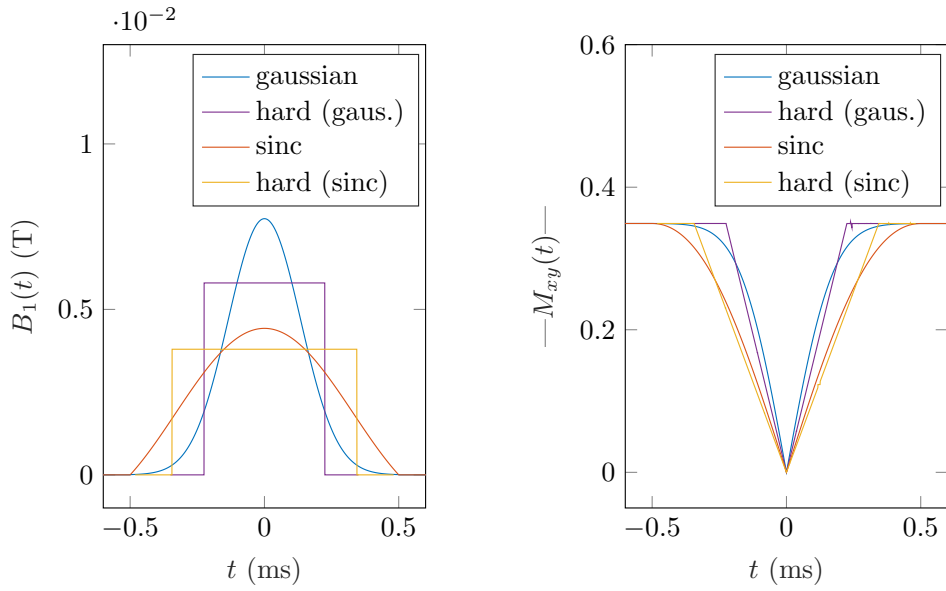 ·10−2
gaussian
hard (gaus.)
sinc
hard (sinc)
1
0.5
0
B1(t) (T)
−0.5
0
0.5
t (ms)
gaussian
hard (gaus.)
sinc
hard (sinc)
0.6
0.4
0.2
0
—Mxy(t)—
−0.5
0
0.5
t (ms)